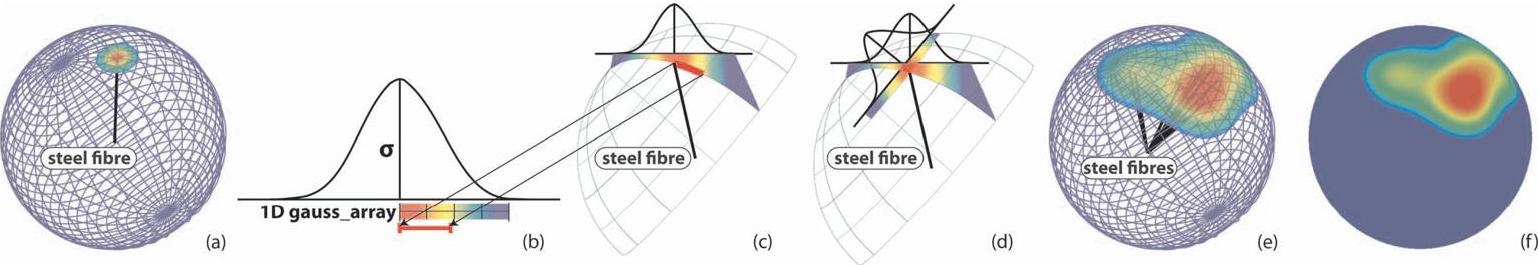 steel fibre
(a)
σ
1D gauss_array
(b)
steel fibre
(c)
steel fibre
(d)
steel fibres
(e)
(f)